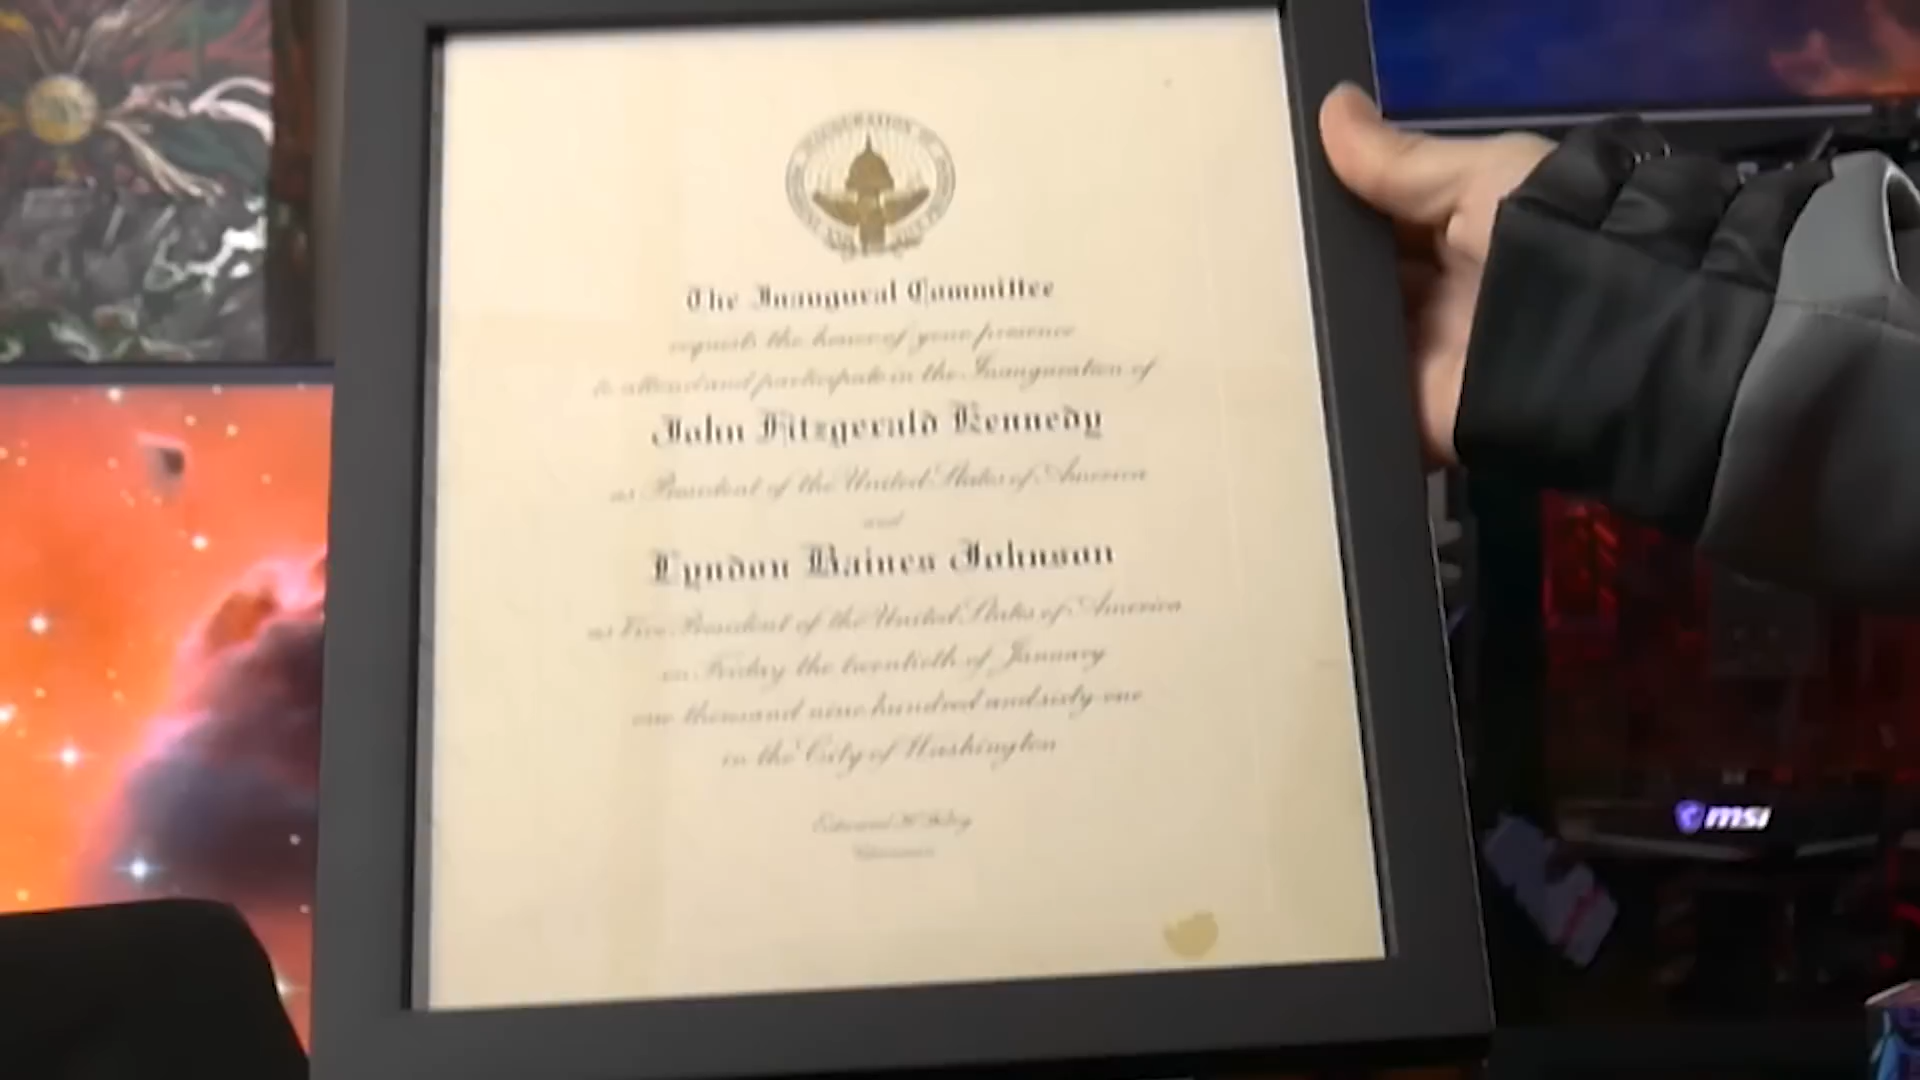 The Inaugural Committee
requests the honor of your presence
to attend and participate in the Inauguration of
John Fitzgerald Kennedy
as President of the United States of America
and
Lyndon Baines Johnson
as Vice President of the United States of America
on Friday the twentieth of January
one thousand nine hundred and sixty one
in the City of Washington
Edward H. Foley
Chairman
msi